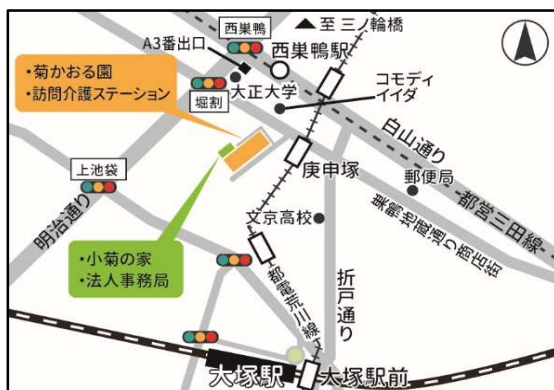 西巣鴨
▲至 三ノ輪橋
A3番出口
西巣鴨駅
・菊かおる園
・訪問介護ステーション
大正大学
コモディ
イイダ
堀割
白山通り
上池袋
庚申塚
郵便局
都営三田線
明治通り
文京高校
巣鴨地蔵通り商店街
・小菊の家
・法人事務局
都電荒川線
折戸通り
大塚駅
大塚駅前